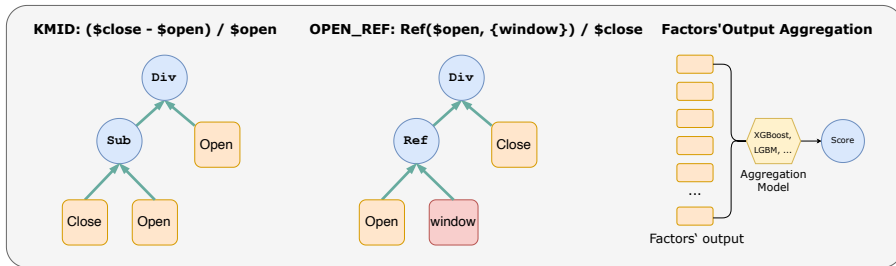 KMID: ($close - $open) / $open
Div
Sub
Open
Close
Open
OPEN_REF: Ref($open, {window}) / $close
Div
Ref
Close
Open
window
Factors'Output Aggregation
XGBoost,
LGBM, ...
Score
Aggregation
Model
...
Factors' output